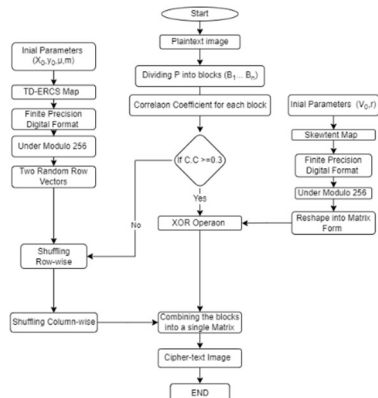 Start
Plaintext image
Inial Parameters
(X0,y0,μ,m)
TD-ERCS Map
Finite Precision
Digital Format
Under Modulo 256
Two Random Row
Vectors
Shuffling
Row-wise
Shuffling Column-wise
Dividing P into blocks (B1 ... Bn)
Correlaon Coefficient for each block
If C.C >=0.3
No
Yes
XOR Operaon
Inial Parameters (V0,r)
Skewtent Map
Finite Precision
Digital Format
Under Modulo 256
Reshape into Matrix
Form
Combining the blocks
into a single Matrix
Cipher-text Image
END